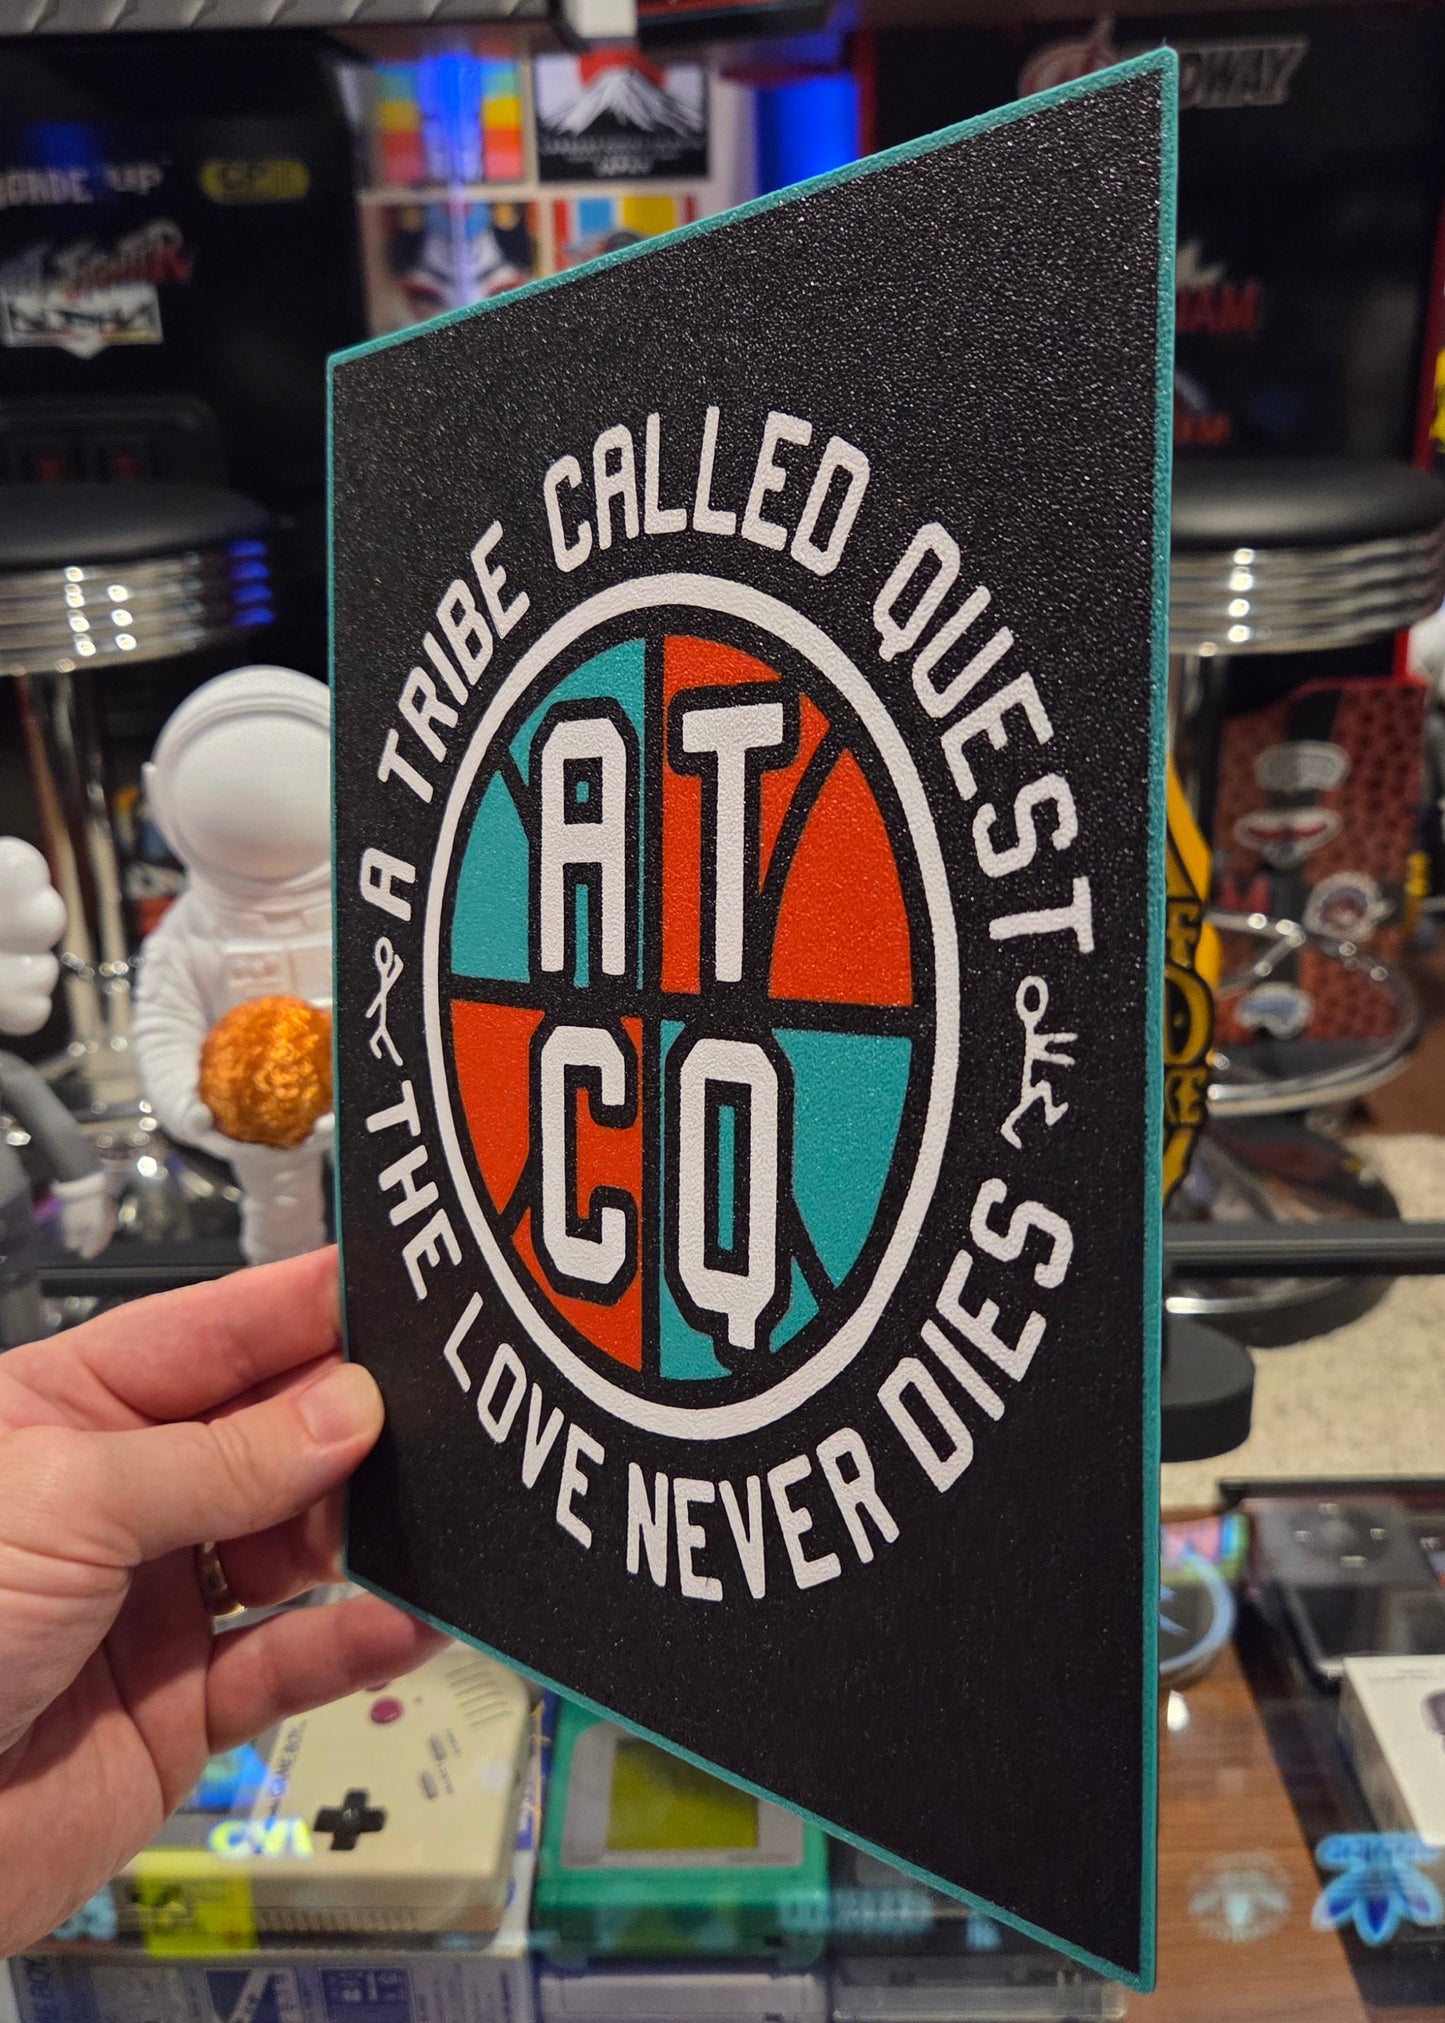 A TRIBE CALLED QUEST
AT
CQ
THE LOVE NEVER DIES